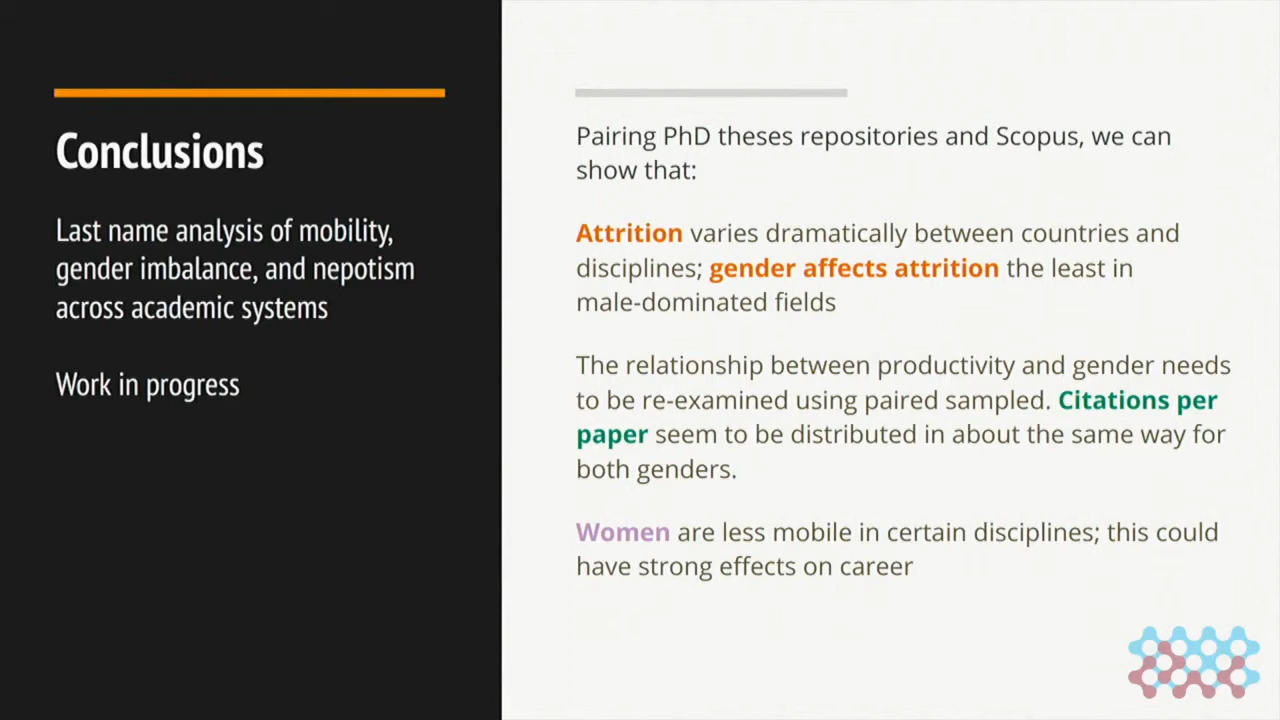 Conclusions
Last name analysis of mobility,
gender imbalance, and nepotism
across academic systems
Work in progress
Pairing PhD theses repositories and Scopus, we can
show that:
Attrition varies dramatically between countries and
disciplines; gender affects attrition the least in
male-dominated fields
The relationship between productivity and gender needs
to be re-examined using paired sampled. Citations per
paper seem to be distributed in about the same way for
both genders.
Women are less mobile in certain disciplines; this could
have strong effects on career